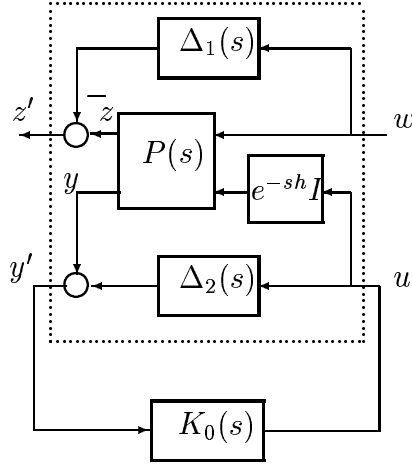 Δ₁(s)
−
z′ z w
P(s)
y e⁻ˢʰI
y′ Δ₂(s) u
K₀(s)